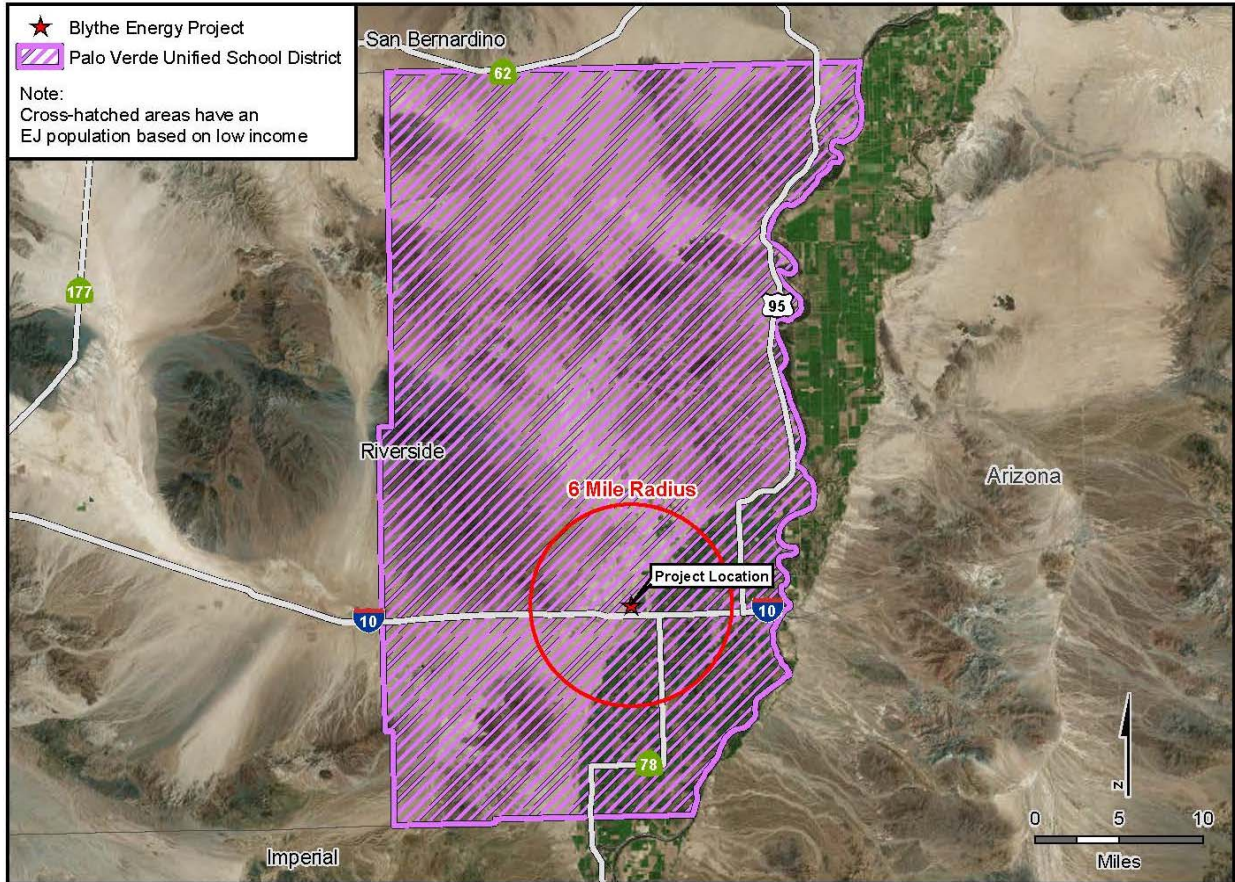 Blythe Energy Project
Palo Verde Unified School District
Note:
Cross-hatched areas have an
EJ population based on low income
San Bernardino
62
177
95
Riverside
Arizona
6 Mile Radius
Project Location
10
10
78
Imperial
N
0 5 10
Miles